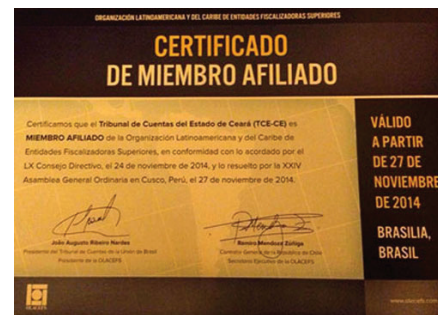 ORGANIZACIÓN LATINOAMERICANA Y DEL CARIBE DE ENTIDADES FISCALIZADORAS SUPERIORES
CERTIFICADO
DE MIEMBRO AFILIADO
Certificamos que el Tribunal de Cuentas del Estado de Ceará (TCE-CE) es
MIEMBRO AFILIADO de la Organización Latinoamericana y del Caribe de
Entidades Fiscalizadoras Superiores, en conformidad con lo acordado por el
LX Consejo Directivo, el 24 de noviembre de 2014, y lo resuelto por la XXIV
Asamblea General Ordinaria en Cusco, Perú, el 27 de noviembre de 2014.
João Augusto Ribeiro Nardes
Presidente del Tribunal de Cuentas de la Unión de Brasil
Presidente de la OLACEFS
Ramiro Mendoza Zúñiga
Contralor General de la República de Chile
Secretario Ejecutivo de la OLACEFS
VÁLIDO
A PARTIR
DE 27 DE
NOVIEMBRE
DE 2014
BRASILIA,
BRASIL
OLACEFS
www.olacefs.com